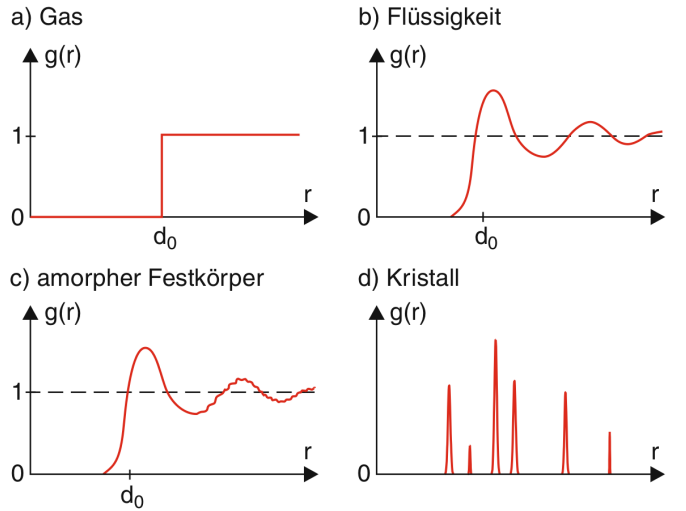 a) Gas
g(r)
1
0
r
d₀
b) Flüssigkeit
g(r)
1
0
r
d₀
c) amorpher Festkörper
g(r)
1
0
r
d₀
d) Kristall
g(r)
0
r